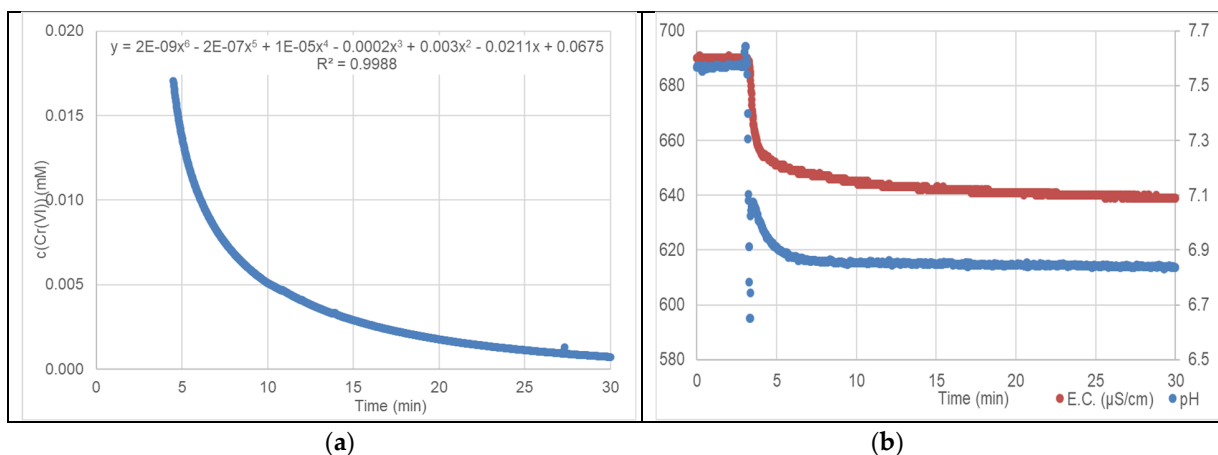 0.020
y = 2E-09x⁶ - 2E-07x⁵ + 1E-05x⁴ - 0.0002x³ + 0.003x² - 0.0211x + 0.0675
R² = 0.9988
0.015
0.010
0.005
0.000
c(Cr(VI)) (mM)
0 5 10 15 20 25 30
Time (min)
(a)
700
680
660
640
620
600
580
7.7
7.5
7.3
7.1
6.9
6.7
6.5
0 5 10 15 20 25 30
Time (min)
E.C. (µS/cm) pH
(b)